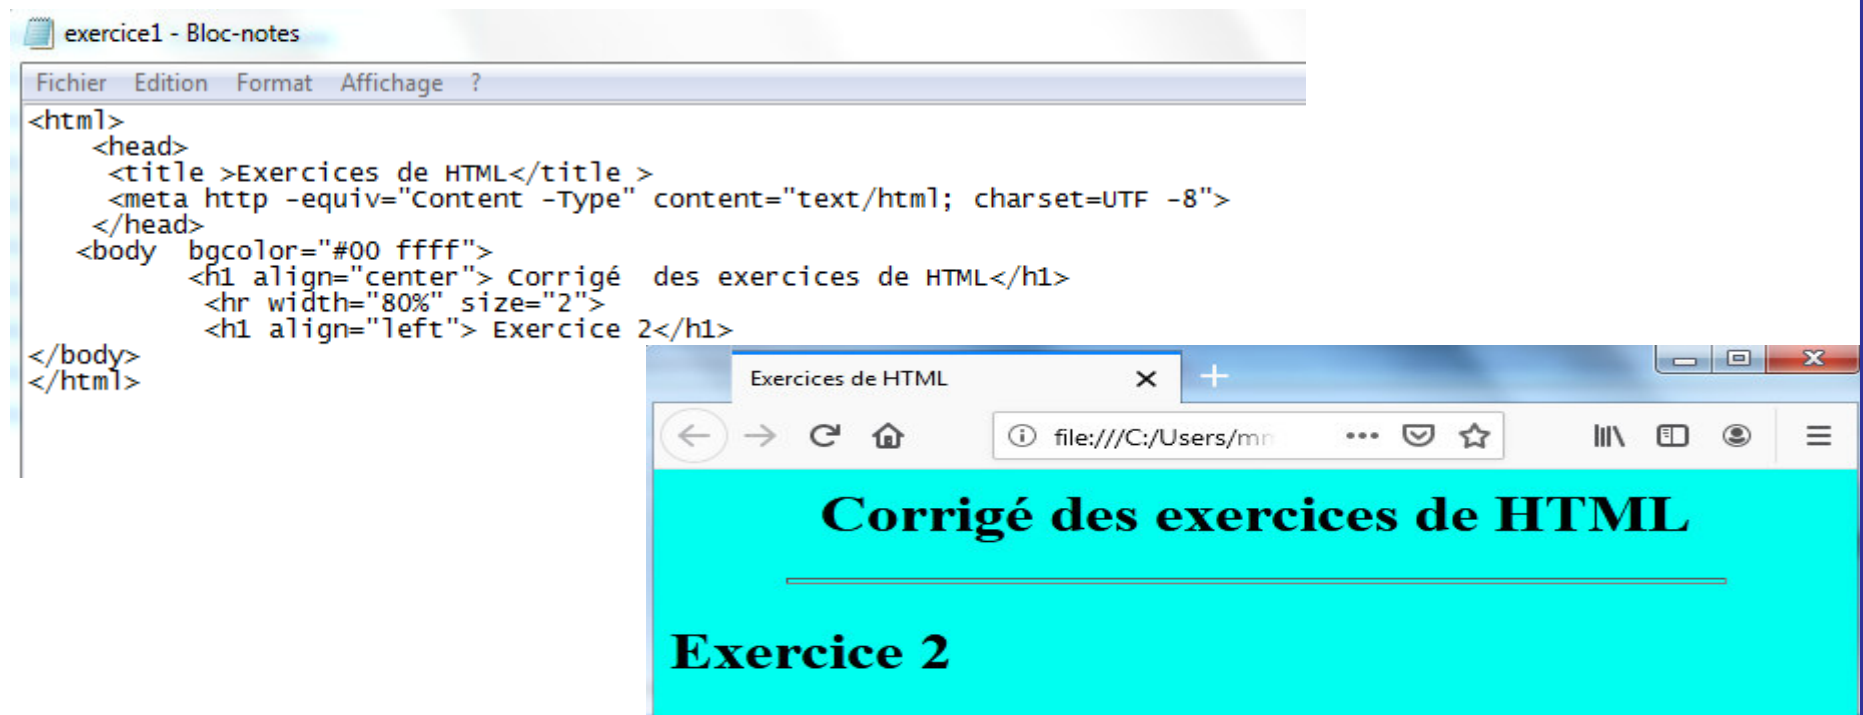 exercice1 - Bloc-notes
Fichier Edition Format Affichage ?
<html>
<head>
<title >Exercices de HTML</title >
<meta http -equiv="Content -Type" content="text/html; charset=UTF -8">
</head>
<body bgcolor="#00 ffff">
<h1 align="center"> Corrigé des exercices de HTML</h1>
<hr width="80%" size="2">
<h1 align="left"> Exercice 2</h1>
</body>
</html>
Exercices de HTML
file:///C:/Users/
Corrigé des exercices de HTML
Exercice 2